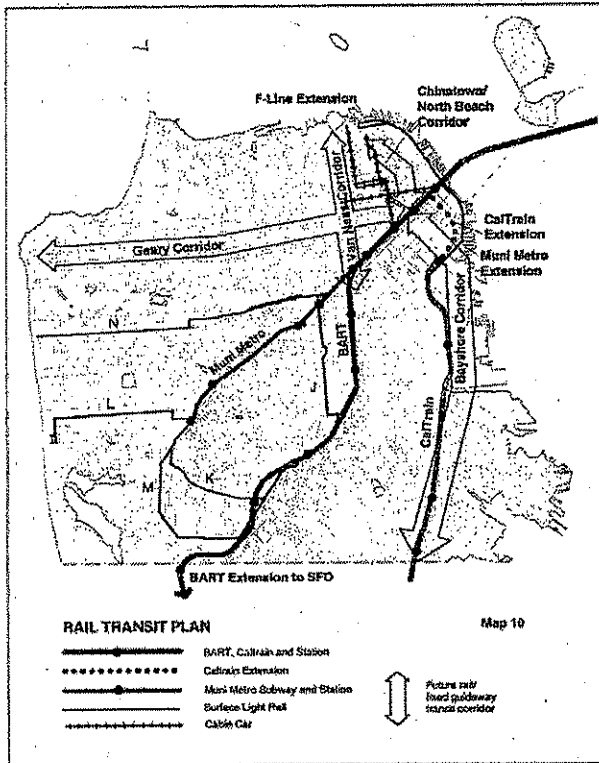 Chinatown/
North Beach
Corridor
F-Line Extension
Van Ness Corridor
Geary Corridor
CalTrain
Extension
Muni Metro
Extension
Bayshore Corridor
N
Muni Metro
BART
J
L
CalTrain
K
M
BART Extension to SFO
RAIL TRANSIT PLAN
Map 10
BART, Caltrain and Station
Caltrain Extension
Muni Metro Subway and Station
Surface Light Rail
Cable Car
Future rail/
fixed guideway
transit corridor